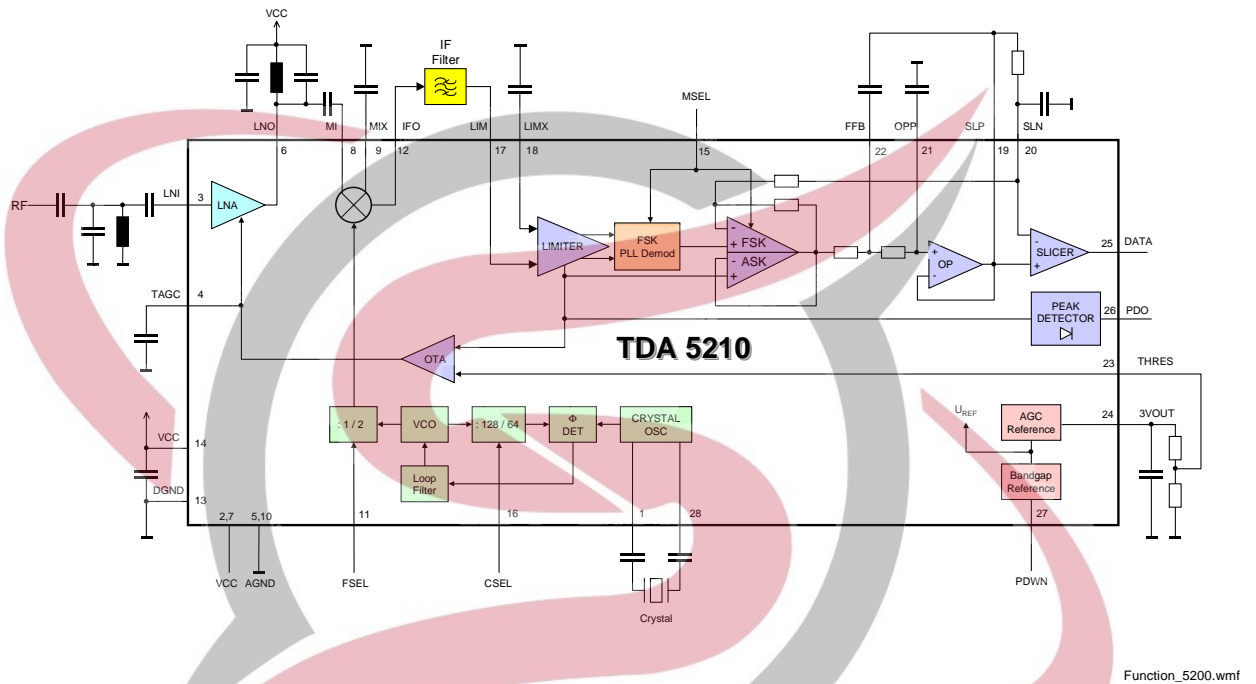 VCC
IF
Filter
MSEL
LNO
MI
MIX
IFO
LIM
LIMX
FFB
OPP
SLP
SLN
6
8
9
12
17
18
15
22
21
19
20
RF
LNI
3
LNA
LIMITER
FSK
PLL Demod
-
+ FSK
- ASK
+
+
-
OP
-
+
SLICER
25
DATA
TAGC
4
PEAK
DETECTOR
26
PDO
OTA
TDA 5210
23
THRES
: 1 / 2
VCO
: 128 / 64
Φ
DET
CRYSTAL
OSC
UREF
AGC
Reference
24
3VOUT
VCC
14
Loop
Filter
Bandgap
Reference
DGND
13
2,7
5,10
11
16
1
28
27
VCC
AGND
FSEL
CSEL
PDWN
Crystal
Function_5200.wmf